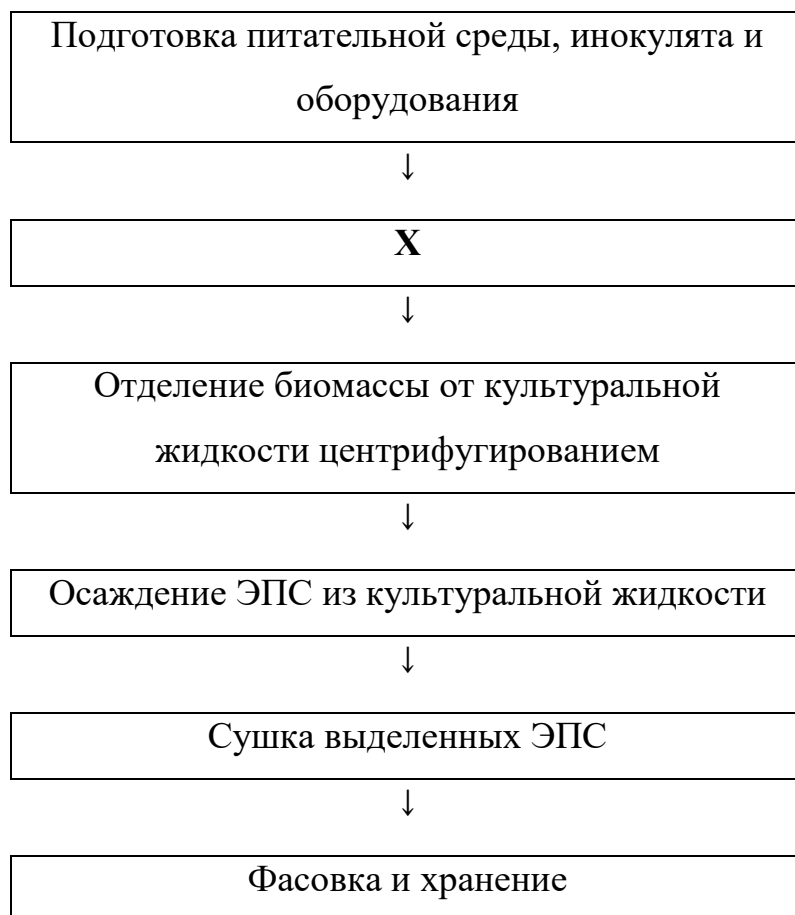 Подготовка питательной среды, инокулята и
оборудования
↓
X
↓
Отделение биомассы от культуральной
жидкости центрифугированием
↓
Осаждение ЭПС из культуральной жидкости
↓
Сушка выделенных ЭПС
↓
Фасовка и хранение